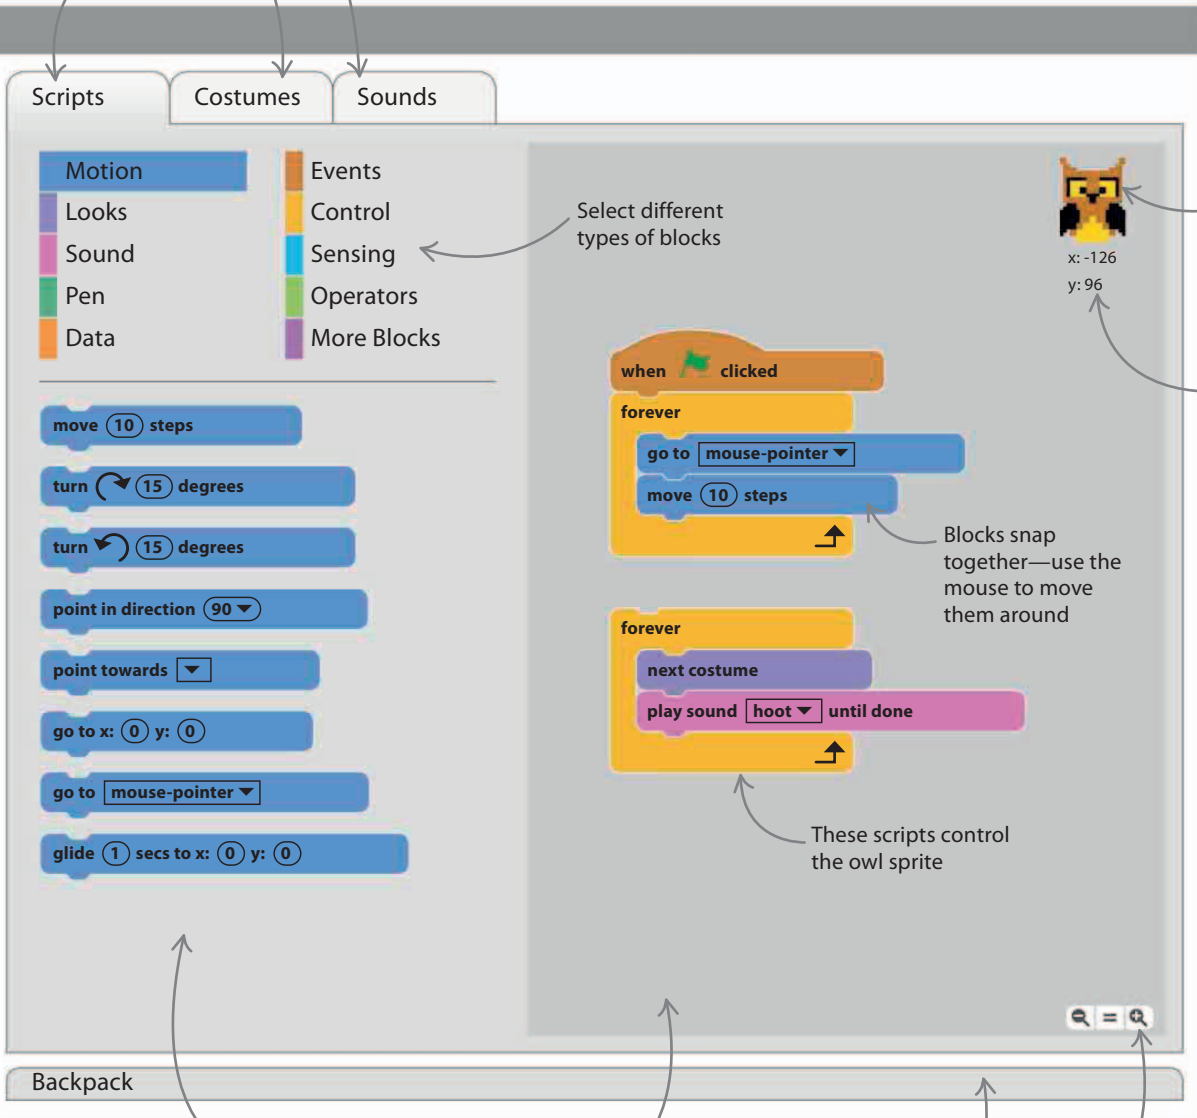 Scripts
Costumes
Sounds
Motion
Looks
Sound
Pen
Data
Events
Control
Sensing
Operators
More Blocks
Select different
types of blocks
x: -126
y: 96
move 10 steps
turn 15 degrees
turn 15 degrees
point in direction 90
point towards
go to x: 0 y: 0
go to mouse-pointer
glide 1 secs to x: 0 y: 0
when clicked
forever
go to mouse-pointer
move 10 steps
Blocks snap
together—use the
mouse to move
them around
forever
next costume
play sound hoot until done
These scripts control
the owl sprite
=
Backpack